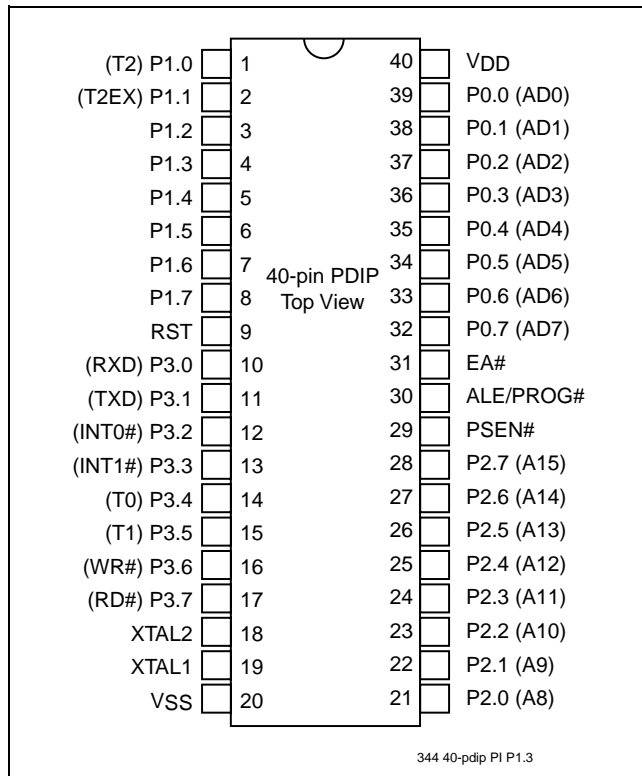 (T2) P1.0 1 40 VDD
(T2EX) P1.1 2 39 P0.0 (AD0)
P1.2 3 38 P0.1 (AD1)
P1.3 4 37 P0.2 (AD2)
P1.4 5 36 P0.3 (AD3)
P1.5 6 35 P0.4 (AD4)
P1.6 7 34 P0.5 (AD5)
40-pin PDIP
P1.7 8 33 P0.6 (AD6)
Top View
RST 9 32 P0.7 (AD7)
(RXD) P3.0 10 31 EA#
(TXD) P3.1 11 30 ALE/PROG#
(INT0#) P3.2 12 29 PSEN#
(INT1#) P3.3 13 28 P2.7 (A15)
(T0) P3.4 14 27 P2.6 (A14)
(T1) P3.5 15 26 P2.5 (A13)
(WR#) P3.6 16 25 P2.4 (A12)
(RD#) P3.7 17 24 P2.3 (A11)
XTAL2 18 23 P2.2 (A10)
XTAL1 19 22 P2.1 (A9)
VSS 20 21 P2.0 (A8)
344 40-pdip PI P1.3